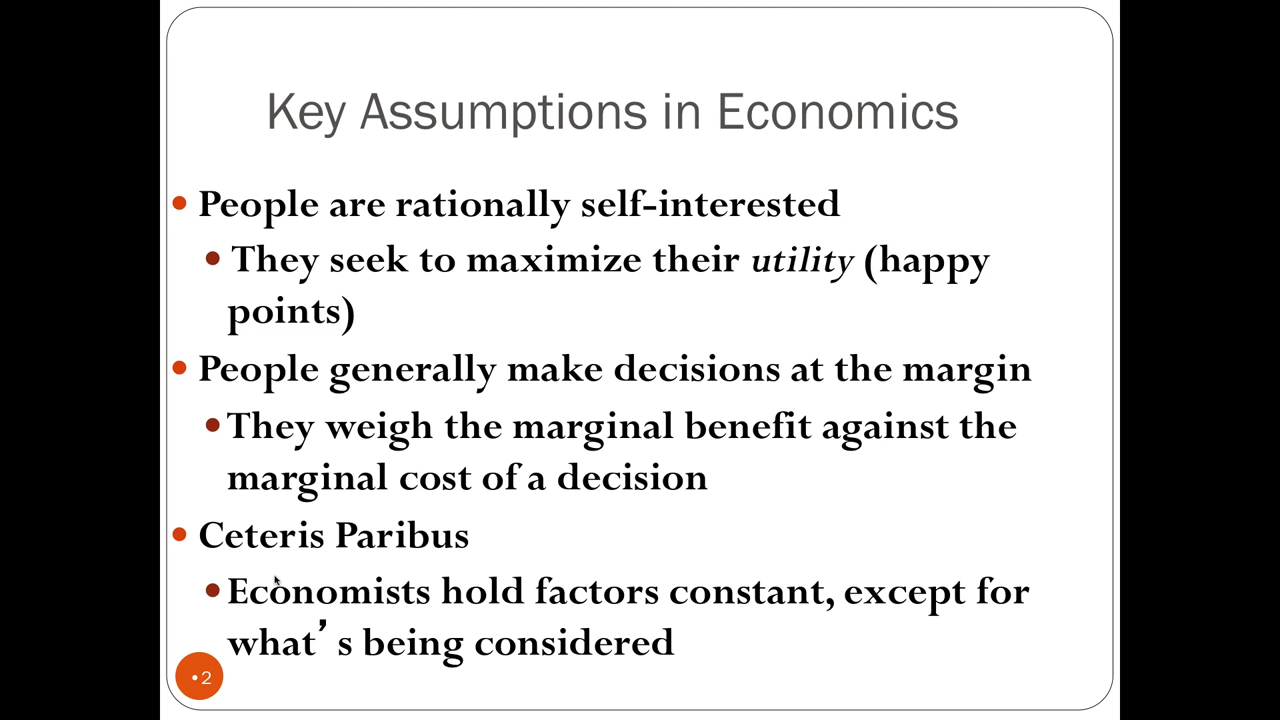 Key Assumptions in Economics
• People are rationally self-interested
• They seek to maximize their utility (happy
points)
• People generally make decisions at the margin
• They weigh the marginal benefit against the
marginal cost of a decision
• Ceteris Paribus
• Economists hold factors constant, except for
what’s being considered
• 2